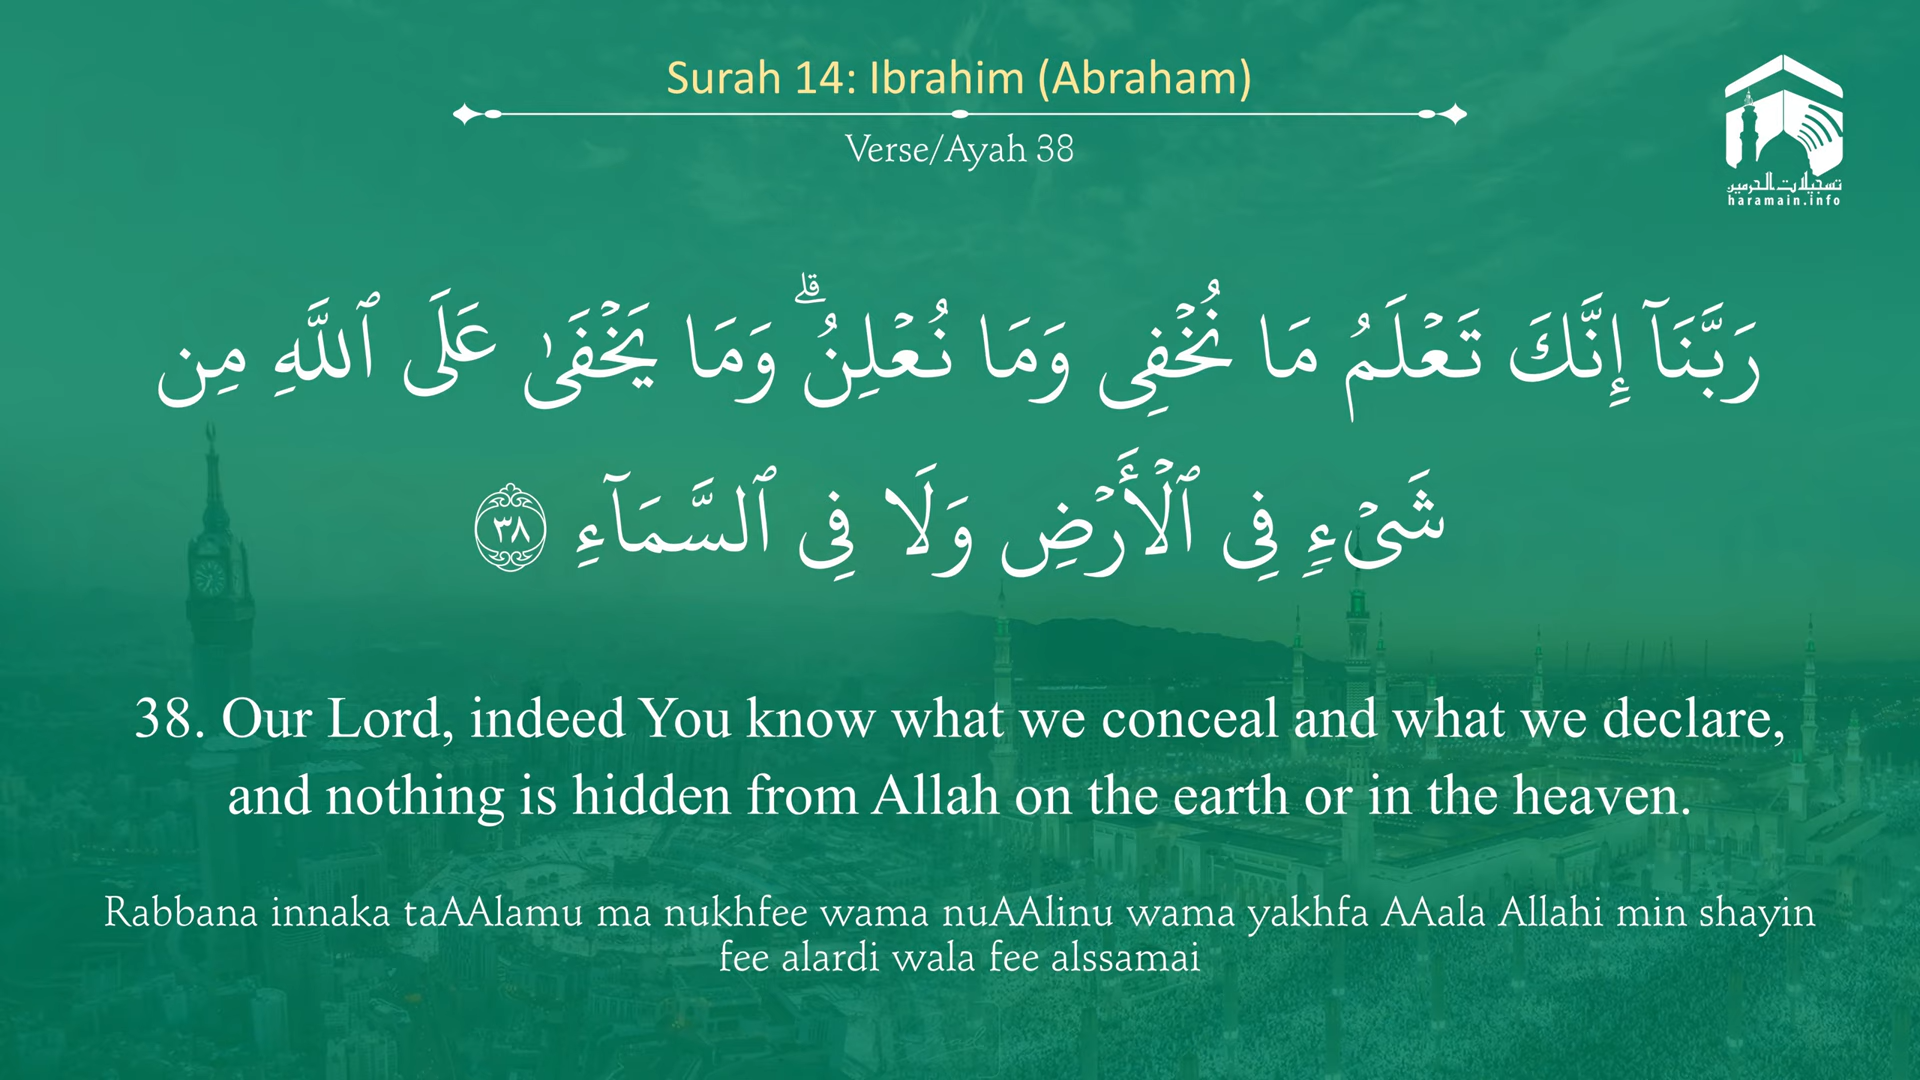 Surah 14: Ibrahim (Abraham)
Verse/Ayah 38
تسجيلات الحرمين
haramain.info
رَبَّنَآ إِنَّكَ تَعْلَمُ مَا نُخْفِى وَمَا نُعْلِنُ ۗ وَمَا يَخْفَىٰ عَلَى ٱللَّهِ مِن
شَىْءٍ فِى ٱلْأَرْضِ وَلَا فِى ٱلسَّمَآءِ ٣٨
38. Our Lord, indeed You know what we conceal and what we declare,
and nothing is hidden from Allah on the earth or in the heaven.
Rabbana innaka taAAlamu ma nukhfee wama nuAAlinu wama yakhfa AAala Allahi min shayin
fee alardi wala fee alssamai